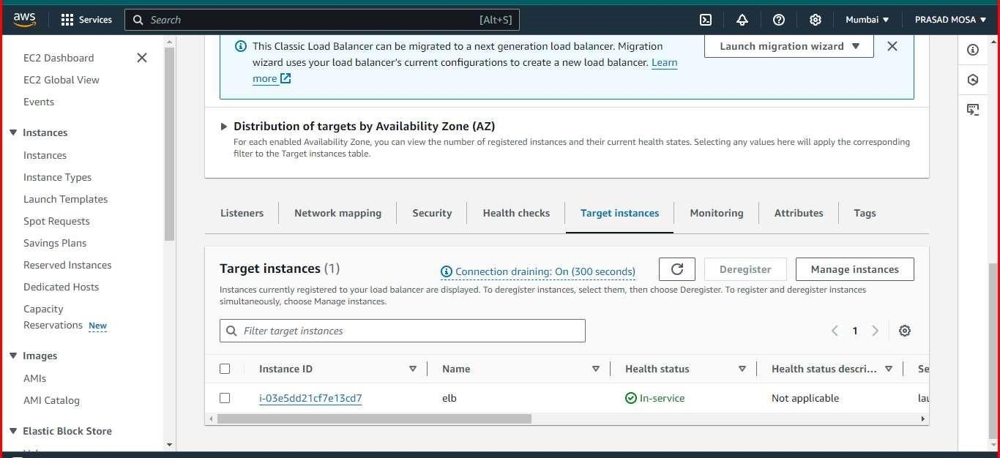 aws
Services
Search
[Alt+S]
Mumbai
PRASAD MOSA
EC2 Dashboard
EC2 Global View
Events
Instances
Instances
Instance Types
Launch Templates
Spot Requests
Savings Plans
Reserved Instances
Dedicated Hosts
Capacity
Reservations New
Images
AMIs
AMI Catalog
Elastic Block Store
This Classic Load Balancer can be migrated to a next generation load balancer. Migration
wizard uses your load balancer's current configurations to create a new load balancer. Learn
more
Launch migration wizard
Distribution of targets by Availability Zone (AZ)
For each enabled Availability Zone, you can view the number of registered instances and their current health states. Selecting any values here will apply the corresponding
filter to the Target instances table.
Listeners
Network mapping
Security
Health checks
Target instances
Monitoring
Attributes
Tags
Target instances (1)
Connection draining: On (300 seconds)
Deregister
Manage instances
Instances currently registered to your load balancer are displayed. To deregister instances, select them, then choose Deregister. To register and deregister instances
simultaneously, choose Manage instances.
Filter target instances
1
Instance ID
Name
Health status
Health status descri...
Se
i-03e5dd21cf7e13cd7
elb
In-service
Not applicable